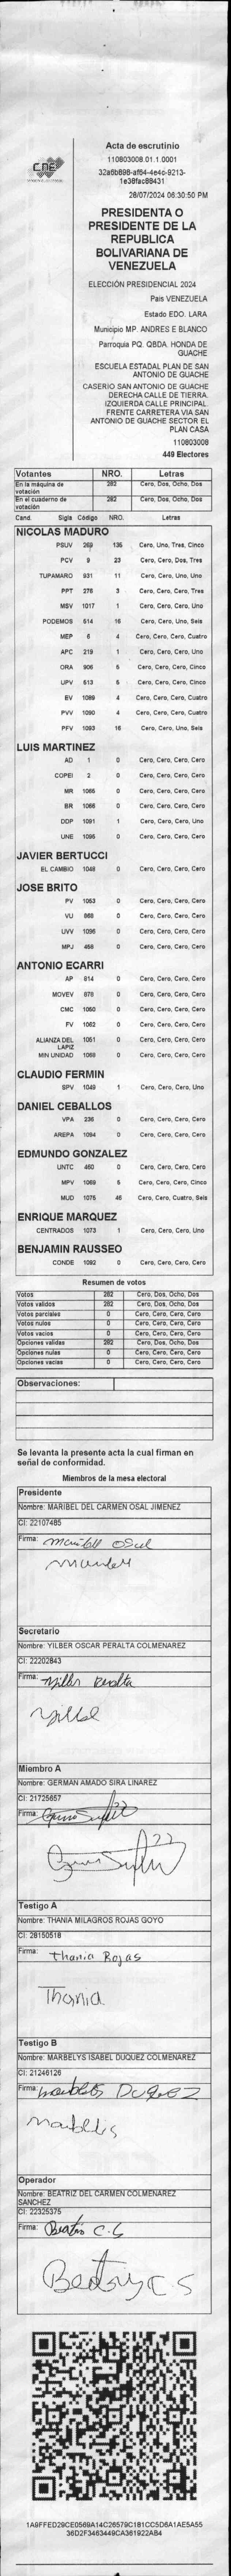 CNE
Acta de escrutinio
110803008.01.1.0001
32a6b898-af64-4e4c-9213-
1e38fac88431
28/07/2024 06:30:50 PM
PRESIDENTA O
PRESIDENTE DE LA
REPUBLICA
BOLIVARIANA DE
VENEZUELA
ELECCIÓN PRESIDENCIAL 2024
Pais VENEZUELA
Estado EDO. LARA
Municipio MP. ANDRES E BLANCO
Parroquia PQ. QBDA. HONDA DE
GUACHE
ESCUELA ESTADAL PLAN DE SAN
ANTONIO DE GUACHE
CASERIO SAN ANTONIO DE GUACHE
DERECHA CALLE DE TIERRA.
IZQUIERDA CALLE PRINCIPAL.
FRENTE CARRETERA VIA SAN
ANTONIO DE GUACHE SECTOR EL
PLAN CASA
110803008
449 Electores
Votantes NRO. Letras
En la máquina de votación 282 Cero, Dos, Ocho, Dos
En el cuaderno de votación 282 Cero, Dos, Ocho, Dos
Cand. Sigla Código NRO. Letras
NICOLAS MADURO
PSUV 269 135 Cero, Uno, Tres, Cinco
PCV 9 23 Cero, Cero, Dos, Tres
TUPAMARO 931 11 Cero, Cero, Uno, Uno
PPT 276 3 Cero, Cero, Cero, Tres
MSV 1017 1 Cero, Cero, Cero, Uno
PODEMOS 514 16 Cero, Cero, Uno, Seis
MEP 6 4 Cero, Cero, Cero, Cuatro
APC 219 1 Cero, Cero, Cero, Uno
ORA 906 5 Cero, Cero, Cero, Cinco
UPV 513 5 Cero, Cero, Cero, Cinco
EV 1089 4 Cero, Cero, Cero, Cuatro
PVV 1090 4 Cero, Cero, Cero, Cuatro
PFV 1093 16 Cero, Cero, Uno, Seis
LUIS MARTINEZ
AD 1 0 Cero, Cero, Cero, Cero
COPEI 2 0 Cero, Cero, Cero, Cero
MR 1065 0 Cero, Cero, Cero, Cero
BR 1066 0 Cero, Cero, Cero, Cero
DDP 1091 1 Cero, Cero, Cero, Uno
UNE 1095 0 Cero, Cero, Cero, Cero
JAVIER BERTUCCI
EL CAMBIO 1048 0 Cero, Cero, Cero, Cero
JOSE BRITO
PV 1053 0 Cero, Cero, Cero, Cero
VU 868 0 Cero, Cero, Cero, Cero
UVV 1096 0 Cero, Cero, Cero, Cero
MPJ 468 0 Cero, Cero, Cero, Cero
ANTONIO ECARRI
AP 814 0 Cero, Cero, Cero, Cero
MOVEV 878 0 Cero, Cero, Cero, Cero
CMC 1050 0 Cero, Cero, Cero, Cero
FV 1062 0 Cero, Cero, Cero, Cero
ALIANZA DEL LAPIZ 1051 0 Cero, Cero, Cero, Cero
MIN UNIDAD 1068 0 Cero, Cero, Cero, Cero
CLAUDIO FERMIN
SPV 1049 1 Cero, Cero, Cero, Uno
DANIEL CEBALLOS
VPA 236 0 Cero, Cero, Cero, Cero
AREPA 1094 0 Cero, Cero, Cero, Cero
EDMUNDO GONZALEZ
UNTC 460 0 Cero, Cero, Cero, Cero
MPV 1069 5 Cero, Cero, Cero, Cinco
MUD 1075 46 Cero, Cero, Cuatro, Seis
ENRIQUE MARQUEZ
CENTRADOS 1073 1 Cero, Cero, Cero, Uno
BENJAMIN RAUSSEO
CONDE 1092 0 Cero, Cero, Cero, Cero
Resumen de votos
Votos 282 Cero, Dos, Ocho, Dos
Votos validos 282 Cero, Dos, Ocho, Dos
Votos parciales 0 Cero, Cero, Cero, Cero
Votos nulos 0 Cero, Cero, Cero, Cero
Votos vacios 0 Cero, Cero, Cero, Cero
Opciones validas 282 Cero, Dos, Ocho, Dos
Opciones nulas 0 Cero, Cero, Cero, Cero
Opciones vacias 0 Cero, Cero, Cero, Cero
Observaciones:
Se levanta la presente acta la cual firman en
señal de conformidad.
Miembros de la mesa electoral
Presidente
Nombre: MARIBEL DEL CARMEN OSAL JIMENEZ
CI: 22107485
Firma: Maribell Osal
Secretario
Nombre: YILBER OSCAR PERALTA COLMENAREZ
CI: 22202843
Firma: Yilber Peralta
Yilber
Miembro A
Nombre: GERMAN AMADO SIRA LINAREZ
CI: 21725657
Firma:
Testigo A
Nombre: THANIA MILAGROS ROJAS GOYO
CI: 26150518
Firma: Thania Rojas
Thania
Testigo B
Nombre: MARBELYS ISABEL DUQUEZ COLMENAREZ
CI: 21246126
Firma: Marbelys Duquez
Marbelys
Operador
Nombre: BEATRIZ DEL CARMEN COLMENAREZ
SANCHEZ
CI: 22325375
Firma: Beatriz C.S
Beatriz C.S
1A9FFED29CE0569A14C26579C181CC5D6A1AE5A55
36D2F3463449CA361922AB4